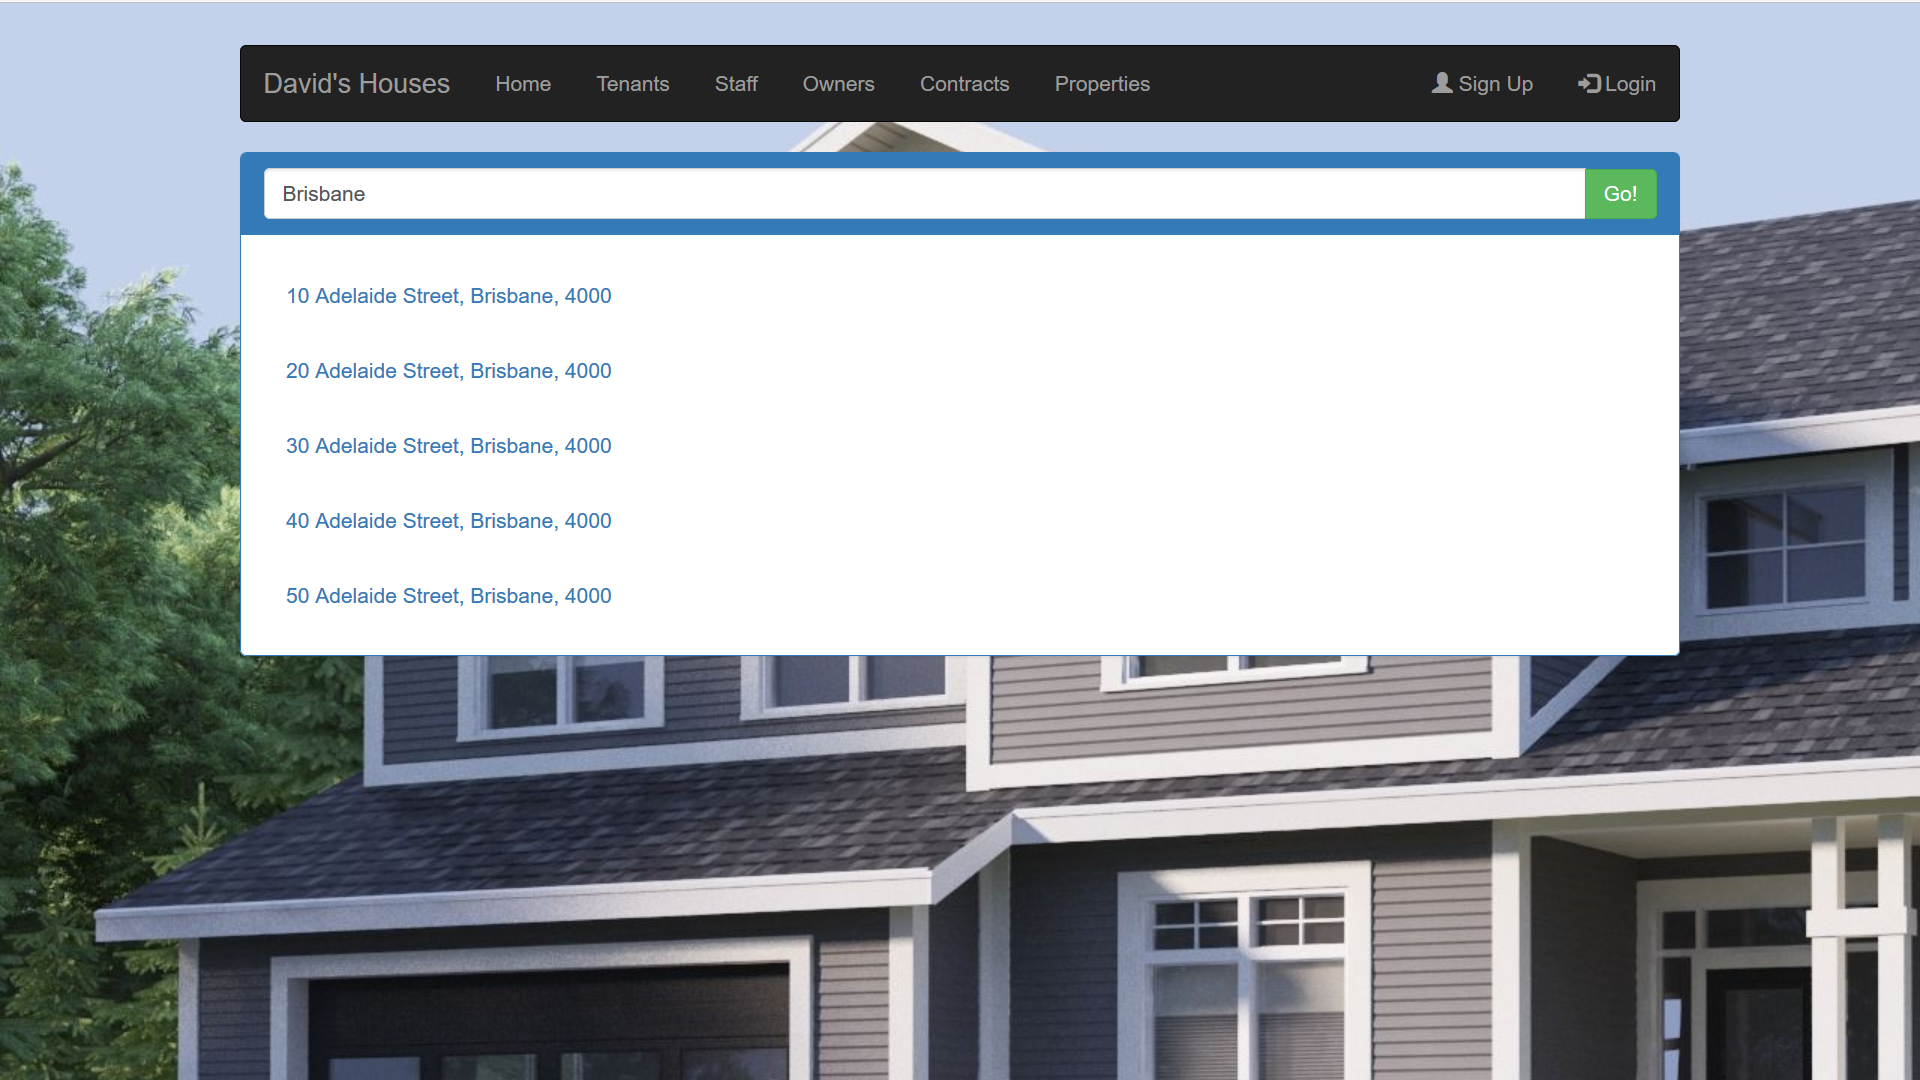 David's Houses Home Tenants Staff Owners Contracts Properties Sign Up Login
Brisbane Go!
10 Adelaide Street, Brisbane, 4000
20 Adelaide Street, Brisbane, 4000
30 Adelaide Street, Brisbane, 4000
40 Adelaide Street, Brisbane, 4000
50 Adelaide Street, Brisbane, 4000